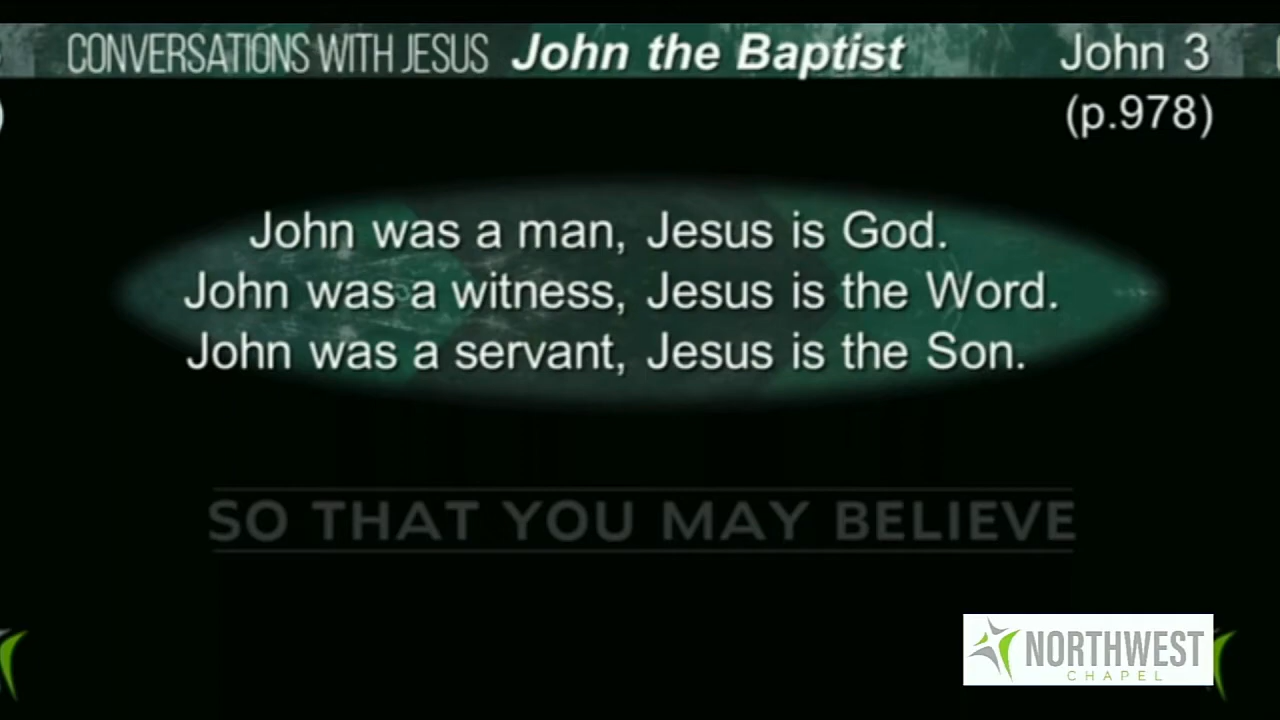 CONVERSATIONS WITH JESUS John the Baptist John 3
(p.978)
John was a man, Jesus is God.
John was a witness, Jesus is the Word.
John was a servant, Jesus is the Son.
SO THAT YOU MAY BELIEVE
NORTHWEST
CHAPEL